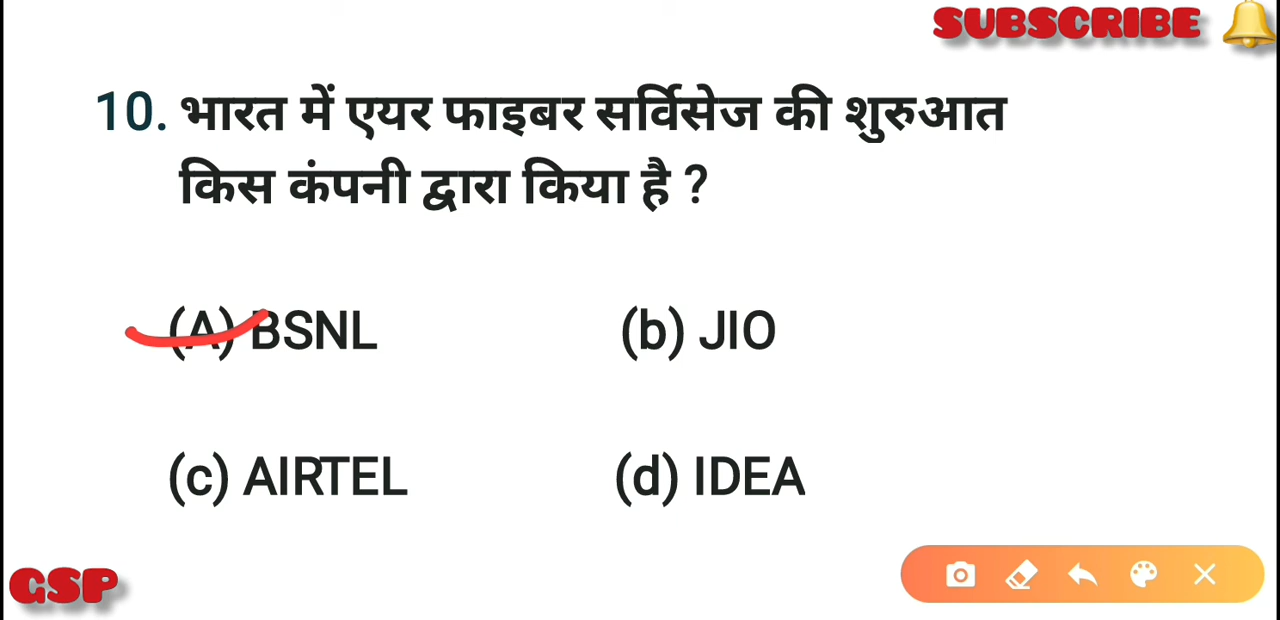 SUBSCRIBE
10. भारत में एयर फाइबर सर्विसेज की शुरुआत
किस कंपनी द्वारा किया है ?
(A) BSNL (b) JIO
(c) AIRTEL (d) IDEA
GSP